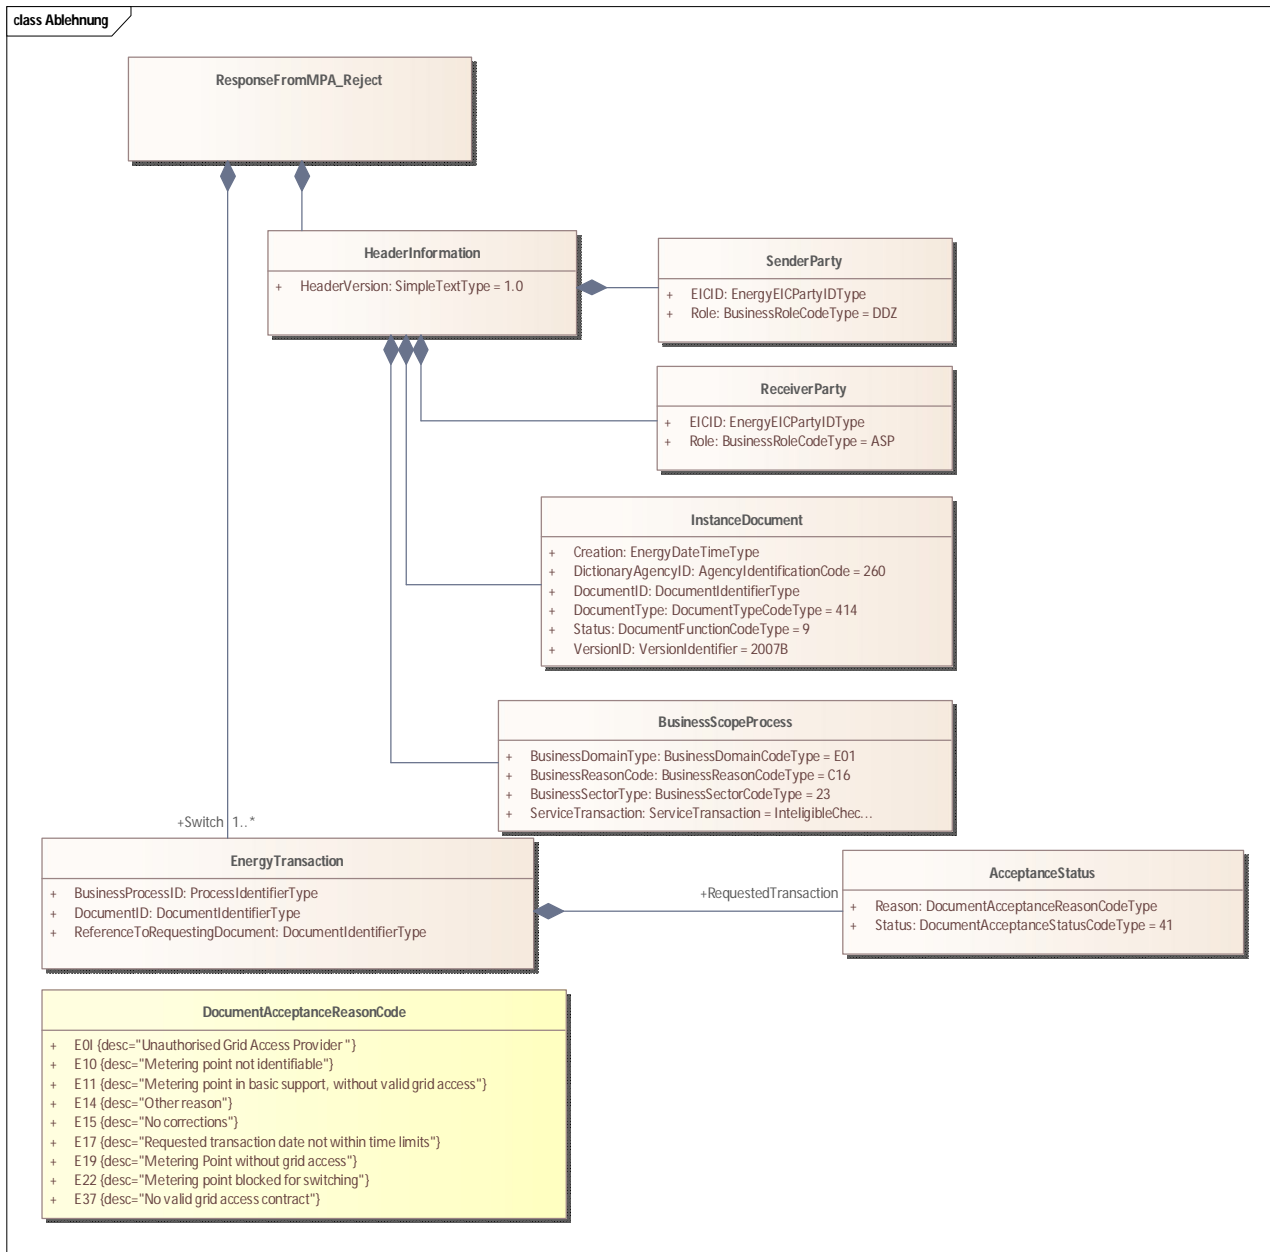 class Ablehnung
ResponseFromMPA_Reject
HeaderInformation
+ HeaderVersion: SimpleTextType = 1.0
SenderParty
+ EICID: EnergyEICPartyIDType
+ Role: BusinessRoleCodeType = DDZ
ReceiverParty
+ EICID: EnergyEICPartyIDType
+ Role: BusinessRoleCodeType = ASP
InstanceDocument
+ Creation: EnergyDateTimeType
+ DictionaryAgencyID: AgencyIdentificationCode = 260
+ DocumentID: DocumentIdentifierType
+ DocumentType: DocumentTypeCodeType = 414
+ Status: DocumentFunctionCodeType = 9
+ VersionID: VersionIdentifier = 2007B
BusinessScopeProcess
+ BusinessDomainType: BusinessDomainCodeType = E01
+ BusinessReasonCode: BusinessReasonCodeType = C16
+ BusinessSectorType: BusinessSectorCodeType = 23
+ ServiceTransaction: ServiceTransaction = InteligibleChec...
+Switch 1..*
EnergyTransaction
+ BusinessProcessID: ProcessIdentifierType
+ DocumentID: DocumentIdentifierType
+ ReferenceToRequestingDocument: DocumentIdentifierType
+RequestedTransaction
AcceptanceStatus
+ Reason: DocumentAcceptanceReasonCodeType
+ Status: DocumentAcceptanceStatusCodeType = 41
DocumentAcceptanceReasonCode
+ E0I {desc="Unauthorised Grid Access Provider "}
+ E10 {desc="Metering point not identifiable"}
+ E11 {desc="Metering point in basic support, without valid grid access"}
+ E14 {desc="Other reason"}
+ E15 {desc="No corrections"}
+ E17 {desc="Requested transaction date not within time limits"}
+ E19 {desc="Metering Point without grid access"}
+ E22 {desc="Metering point blocked for switching"}
+ E37 {desc="No valid grid access contract"}